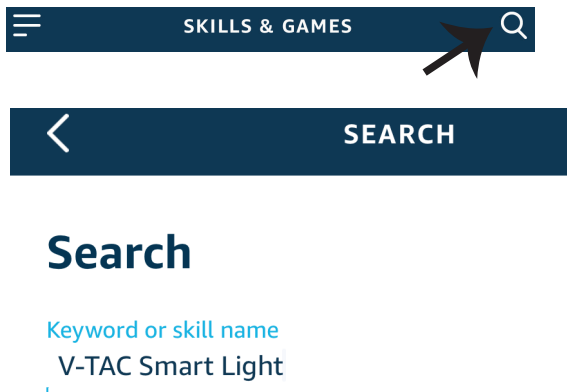 SKILLS & GAMES
SEARCH
Search
Keyword or skill name
V-TAC Smart Light